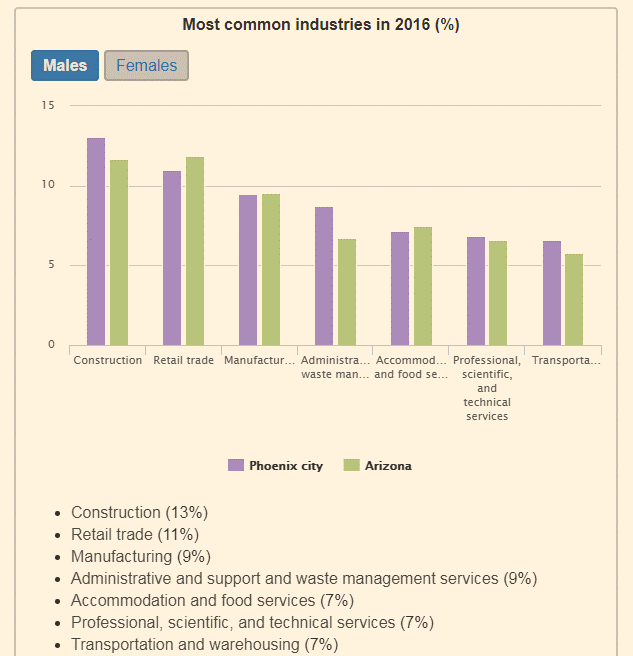 Most common industries in 2016 (%)
Males Females
15
10
5
0
Construction Retail trade Manufactur... Administra... Accommod... Professional, Transporta...
waste man... and food se... scientific,
and
technical
services
Phoenix city Arizona
Construction (13%)
Retail trade (11%)
Manufacturing (9%)
Administrative and support and waste management services (9%)
Accommodation and food services (7%)
Professional, scientific, and technical services (7%)
Transportation and warehousing (7%)